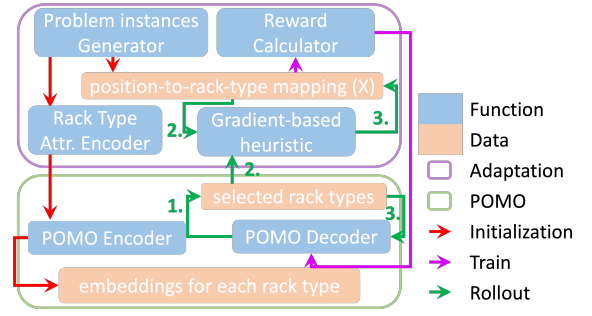 Problem instances
Generator
Reward
Calculator
position-to-rack-type mapping (X)
Rack Type
Attr. Encoder
2.
Gradient-based
heuristic
3.
2.
selected rack types
1.
3.
POMO Encoder
POMO Decoder
embeddings for each rack type
Function
Data
Adaptation
POMO
Initialization
Train
Rollout